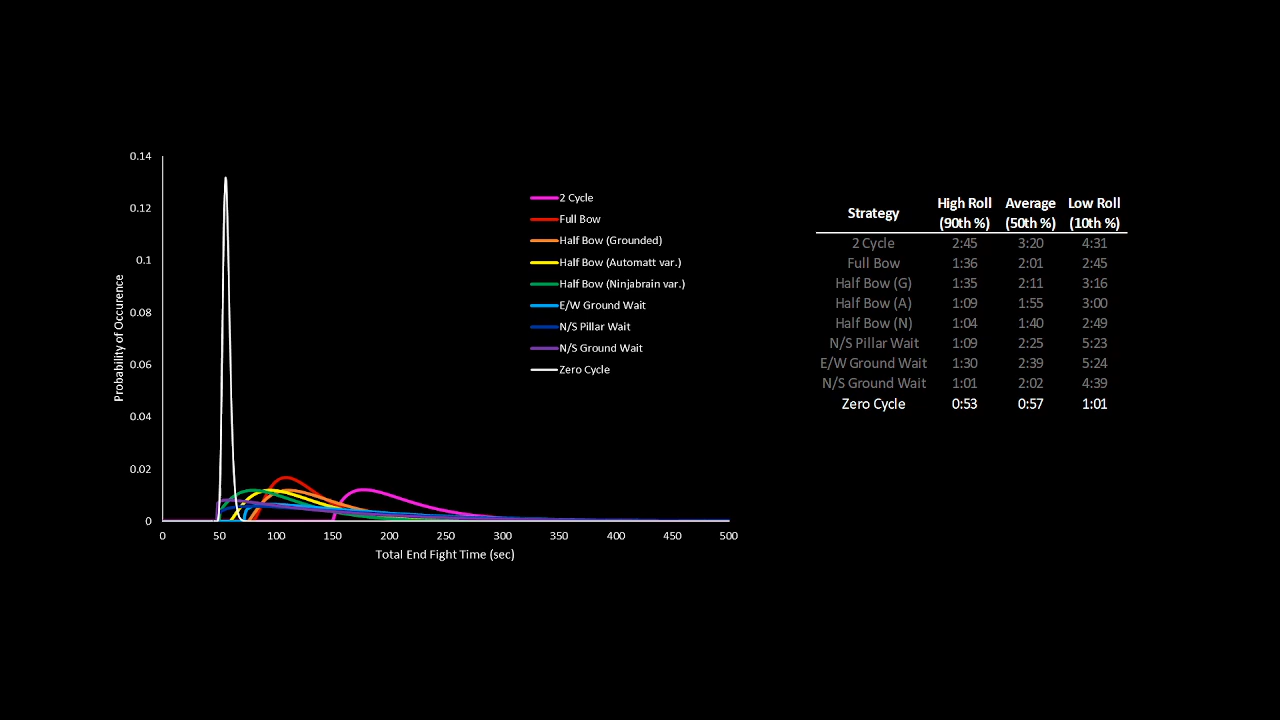 0.14
0.12
0.1
0.08
0.06
0.04
0.02
0
Probability of Occurence
0 50 100 150 200 250 300 350 400 450 500
Total End Fight Time (sec)
2 Cycle
Full Bow
Half Bow (Grounded)
Half Bow (Automatt var.)
Half Bow (Ninjabrain var.)
E/W Ground Wait
N/S Pillar Wait
N/S Ground Wait
Zero Cycle
High Roll Average Low Roll
Strategy
(90th %) (50th %) (10th %)
2 Cycle 2:45 3:20 4:31
Full Bow 1:36 2:01 2:45
Half Bow (G) 1:35 2:11 3:16
Half Bow (A) 1:09 1:55 3:00
Half Bow (N) 1:04 1:40 2:49
N/S Pillar Wait 1:09 2:25 5:23
E/W Ground Wait 1:30 2:39 5:24
N/S Ground Wait 1:01 2:02 4:39
Zero Cycle 0:53 0:57 1:01